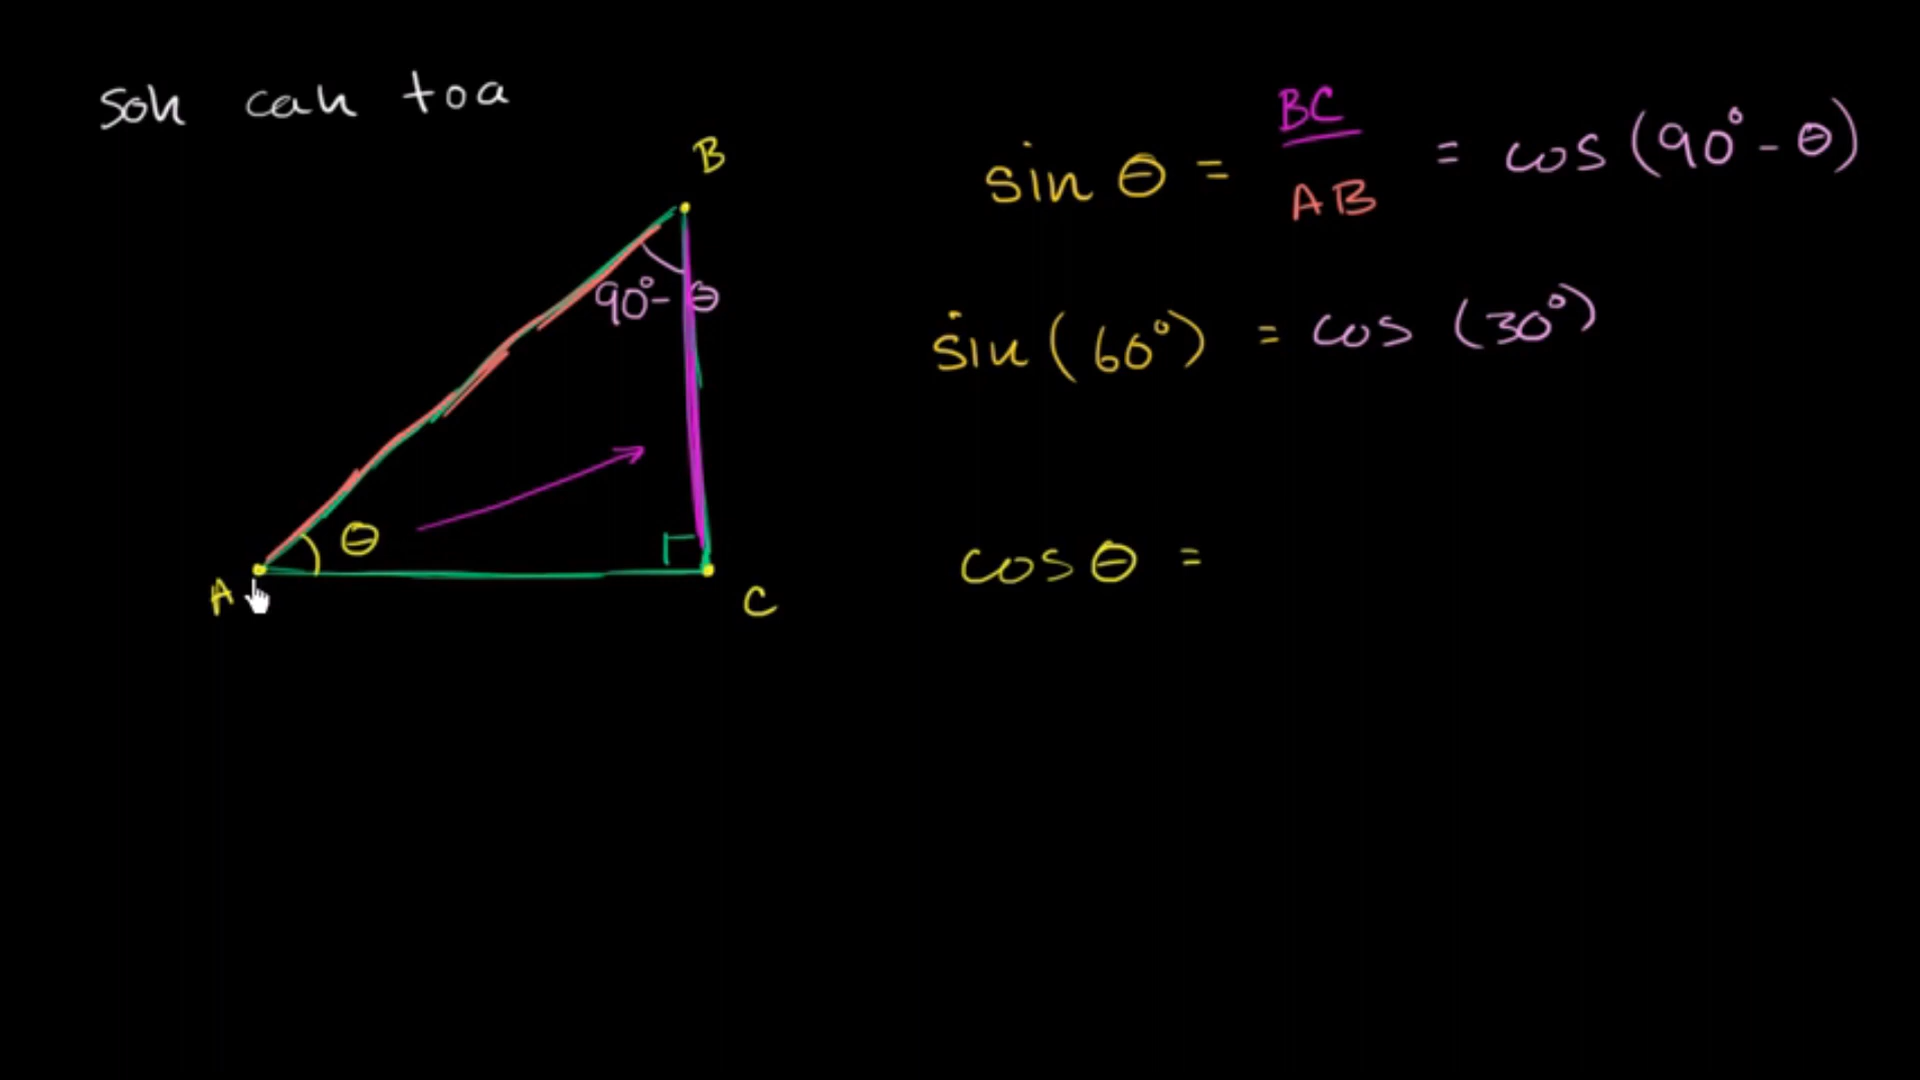 soh cah toa
B
90° - θ
θ
A
C
sin θ = BC / AB = cos (90° - θ)
sin (60°) = cos (30°)
cos θ =